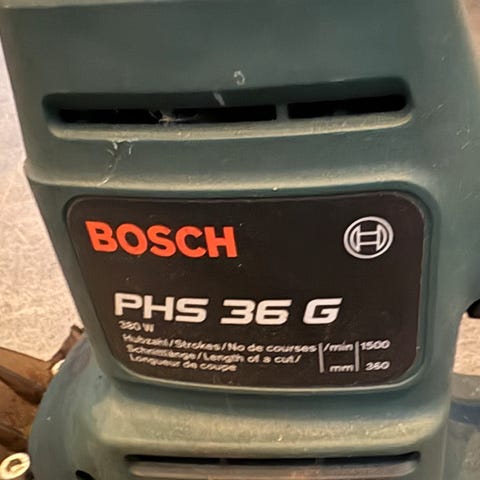 BOSCH
PHS 36 G
380 W
Hubzahl/Strokes/No de courses /min 1500
Schnittlänge/Length of a cut/
Longueur de coupe mm 360